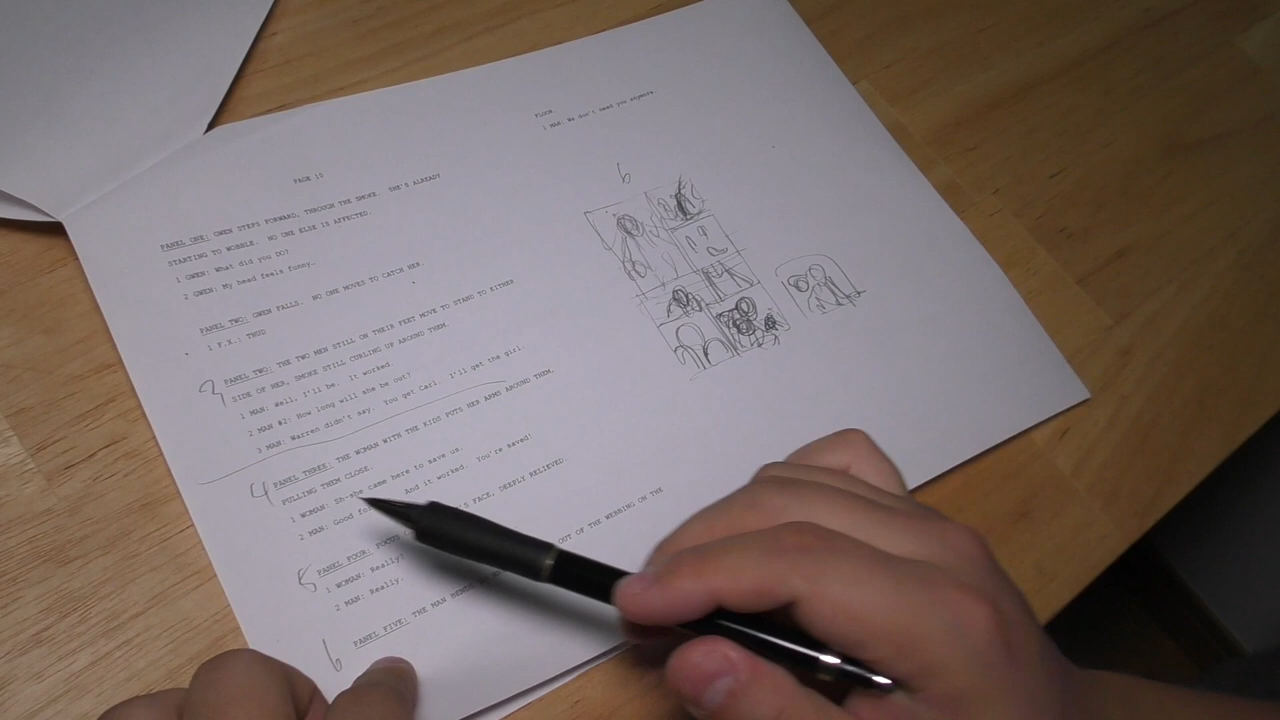 PAGE 10
PANEL ONE: GWEN STEPS FORWARD, THROUGH THE SMOKE. SHE'S ALREADY
STARTING TO WOBBLE. NO ONE ELSE IS AFFECTED.
1 GWEN: What did you DO?
2 GWEN: My head feels funny…
PANEL TWO: GWEN FALLS. NO ONE MOVES TO CATCH HER.
1 F.X.: THUD
3 PANEL TWO: THE TWO MEN STILL ON THEIR FEET MOVE TO STAND TO EITHER
SIDE OF HER, SMOKE STILL CURLING UP AROUND THEM.
1 MAN: Well, I'll be. It worked.
2 MAN #2: How long will she be out?
3 MAN: Warren didn't say. You get Carl. I'll get the girl.
4 PANEL THREE: THE WOMAN WITH THE KIDS PUTS HER ARMS AROUND THEM,
PULLING THEM CLOSE.
1 WOMAN: Sh-she came here to save us.
2 MAN: Good And it worked. You're saved!
5 PANEL FOUR: FOCUS FACE, DEEPLY RELIEVED.
1 WOMAN: Really?
2 MAN: Really.
6 PANEL FIVE: THE MAN BENDS OUT OF THE WEBBING ON THE
FLOOR.
1 MAN: We don't need you anymore.
6